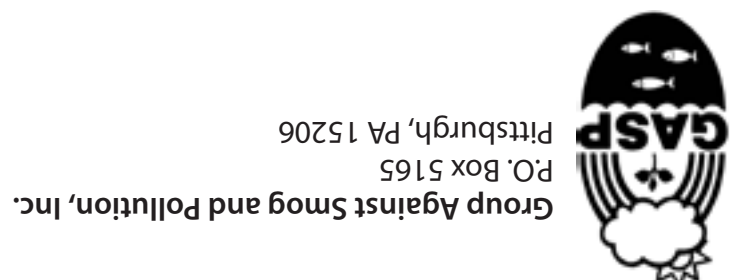 GASP
Group Against Smog and Pollution, Inc.
P.O. Box 5165
Pittsburgh, PA 15206